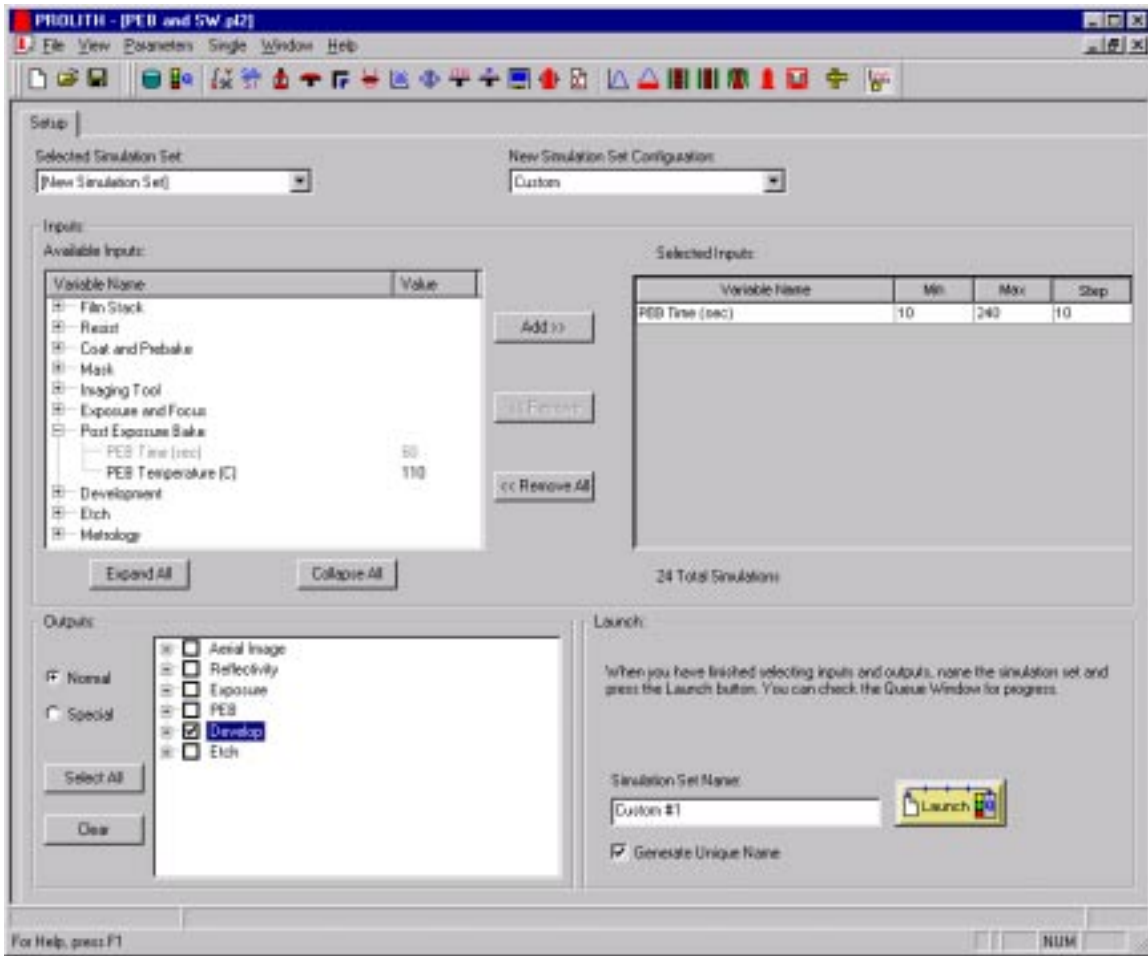 PROLITH - [PEB and SW.pl2]
File View Parameters Single Window Help
Setup
Selected Simulation Set:
[New Simulation Set]
New Simulation Set Configuration:
Custom
Inputs:
Available Inputs:
Variable Name Value
Film Stack
Resist
Coat and Prebake
Mask
Imaging Tool
Exposure and Focus
Post Exposure Bake
PEB Time (sec) 60
PEB Temperature (C) 110
Development
Etch
Metrology
Expand All
Collapse All
Add >>
<< Remove
<< Remove All
Selected Inputs:
Variable Name Min Max Step
PEB Time (sec) 10 240 10
24 Total Simulations
Outputs:
Normal
Special
Select All
Clear
Aerial Image
Reflectivity
Exposure
PEB
Develop
Etch
Launch:
When you have finished selecting inputs and outputs, name the simulation set and
press the Launch button. You can check the Queue Window for progress.
Simulation Set Name:
Custom #1
Launch
Generate Unique Name
For Help, press F1
NUM